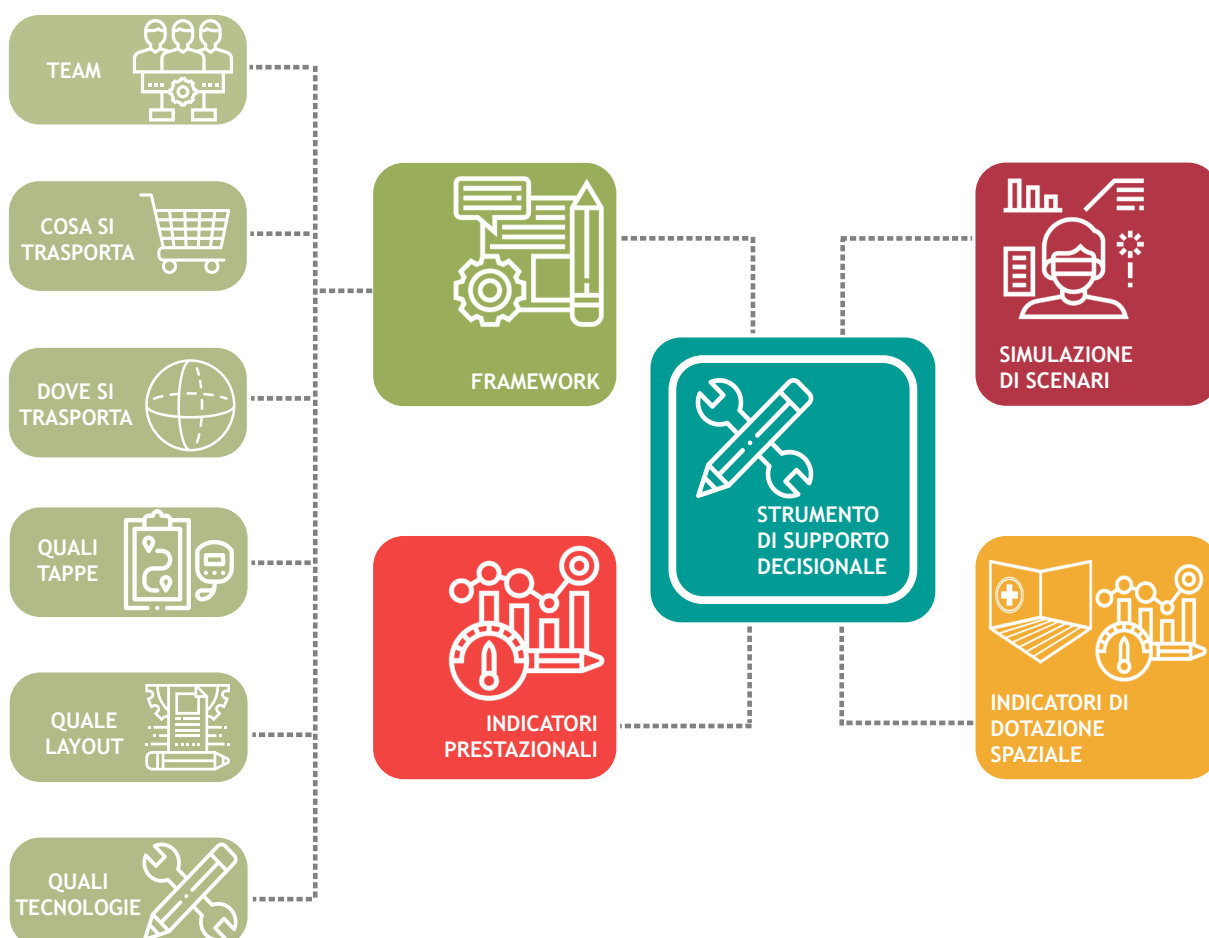 TEAM
COSA SI
TRASPORTA
DOVE SI
TRASPORTA
QUALI
TAPPE
QUALE
LAYOUT
QUALI
TECNOLOGIE
FRAMEWORK
INDICATORI
PRESTAZIONALI
STRUMENTO
DI SUPPORTO
DECISIONALE
SIMULAZIONE
DI SCENARI
INDICATORI DI
DOTAZIONE
SPAZIALE